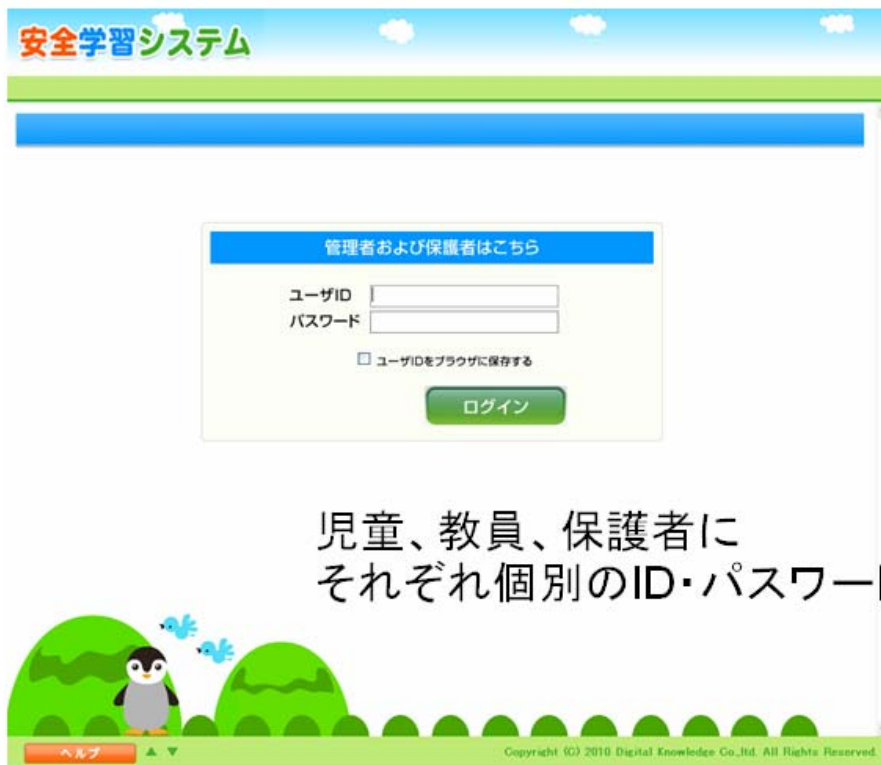 安全学習システム
管理者および保護者はこちら
ユーザID
パスワード
ユーザIDをブラウザに保存する
ログイン
児童、教員、保護者に
それぞれ個別のID・パスワー
ヘルプ ▲ ▼
Copyright (C) 2010 Digital Knowledge Co.,ltd. All Rights Reserved.